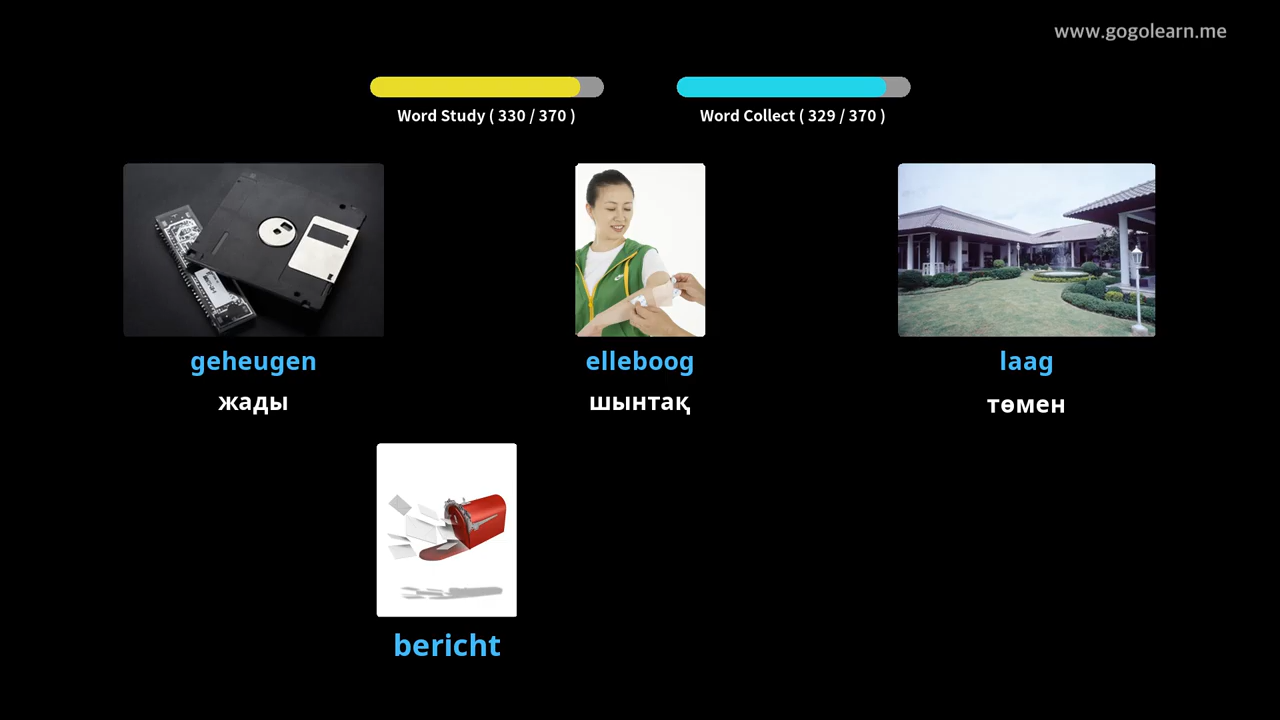 www.gogolearn.me
Word Study ( 330 / 370 )
Word Collect ( 329 / 370 )
geheugen
жады
elleboog
шынтақ
laag
төмен
bericht